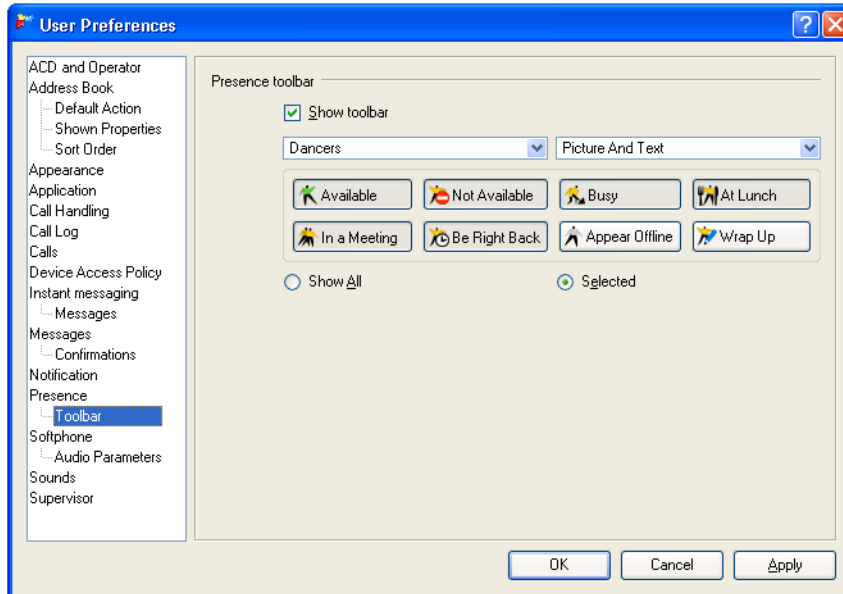 User Preferences
ACD and Operator
Address Book
Default Action
Shown Properties
Sort Order
Appearance
Application
Call Handling
Call Log
Calls
Device Access Policy
Instant messaging
Messages
Messages
Confirmations
Notification
Presence
Toolbar
Softphone
Audio Parameters
Sounds
Supervisor
Presence toolbar
Show toolbar
Dancers Picture And Text
Available Not Available Busy At Lunch
In a Meeting Be Right Back Appear Offline Wrap Up
Show All Selected
OK Cancel Apply